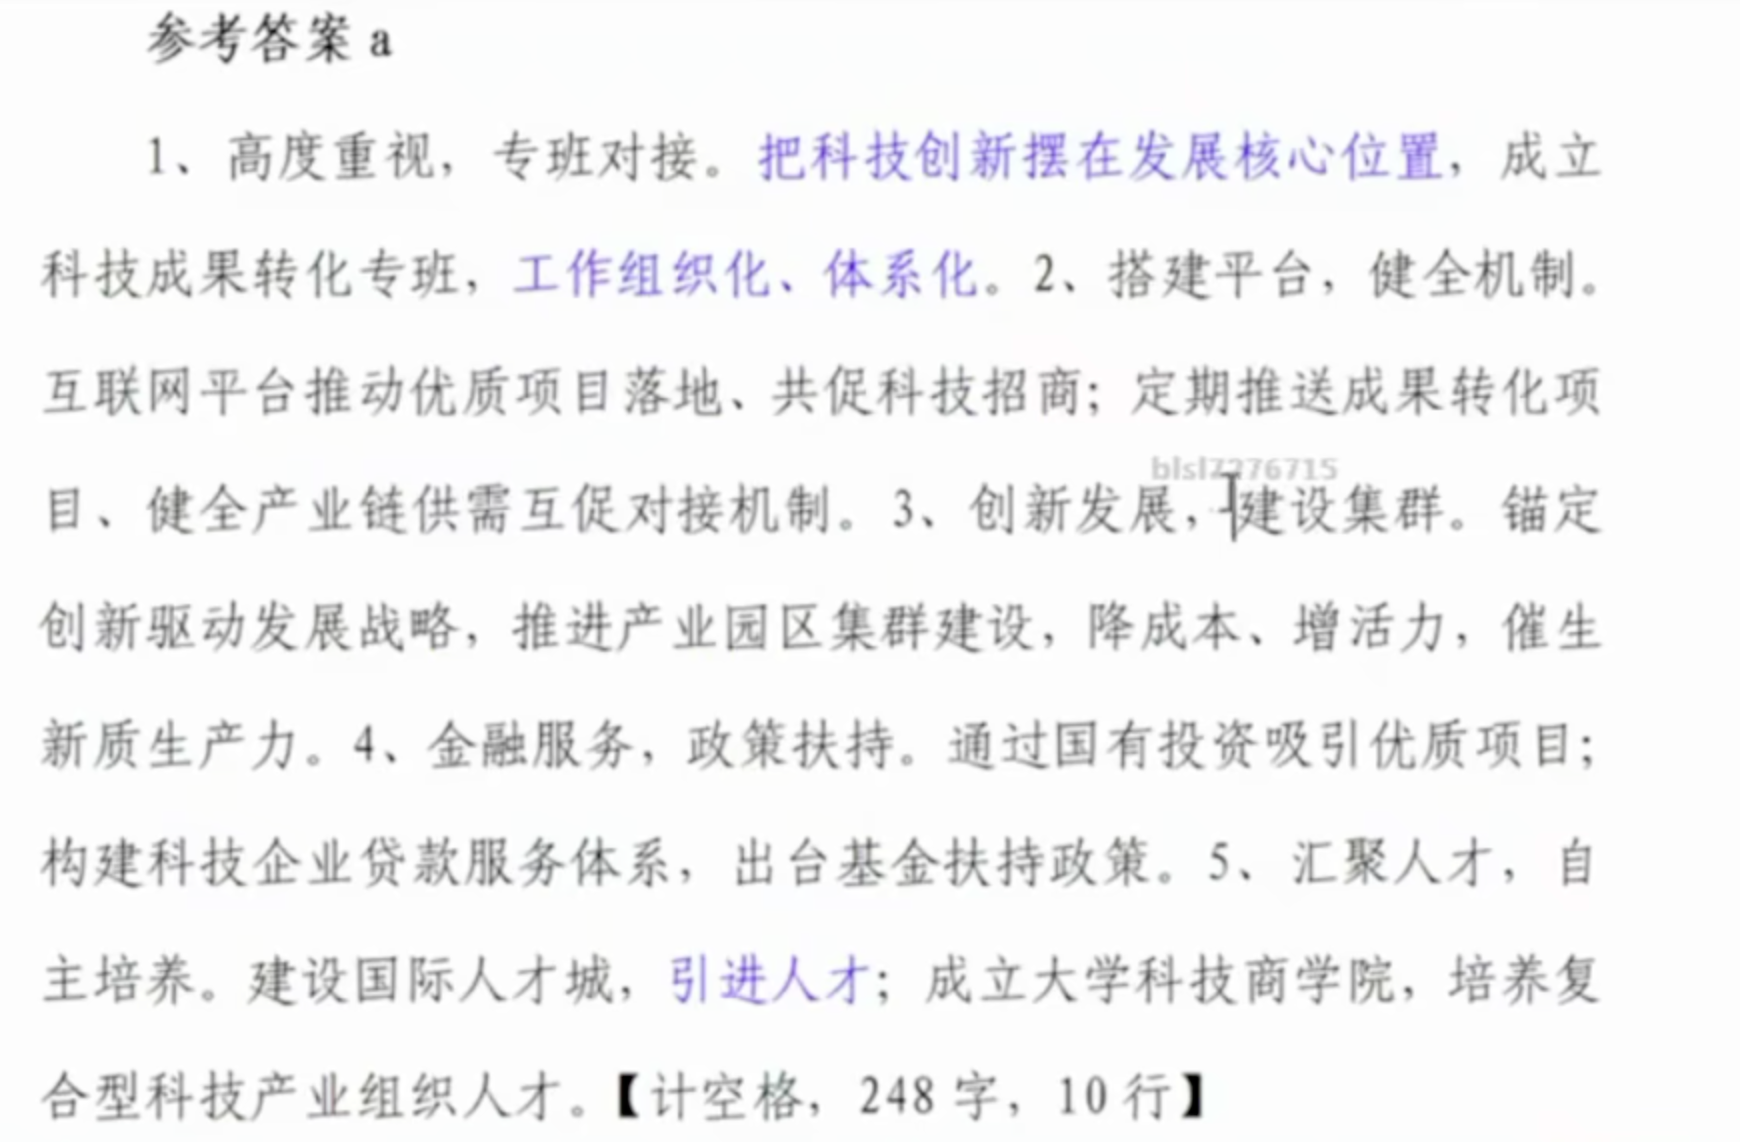 参考答案 a
1、高度重视，专班对接。把科技创新摆在发展核心位置，成立
科技成果转化专班，工作组织化、体系化。2、搭建平台，健全机制。
互联网平台推动优质项目落地、共促科技招商；定期推送成果转化项
blsl7276715
目、健全产业链供需互促对接机制。3、创新发展，建设集群。锚定
创新驱动发展战略，推进产业园区集群建设，降成本、增活力，催生
新质生产力。4、金融服务，政策扶持。通过国有投资吸引优质项目；
构建科技企业贷款服务体系，出台基金扶持政策。5、汇聚人才，自
主培养。建设国际人才城，引进人才；成立大学科技商学院，培养复
合型科技产业组织人才。【计空格，248 字，10 行】